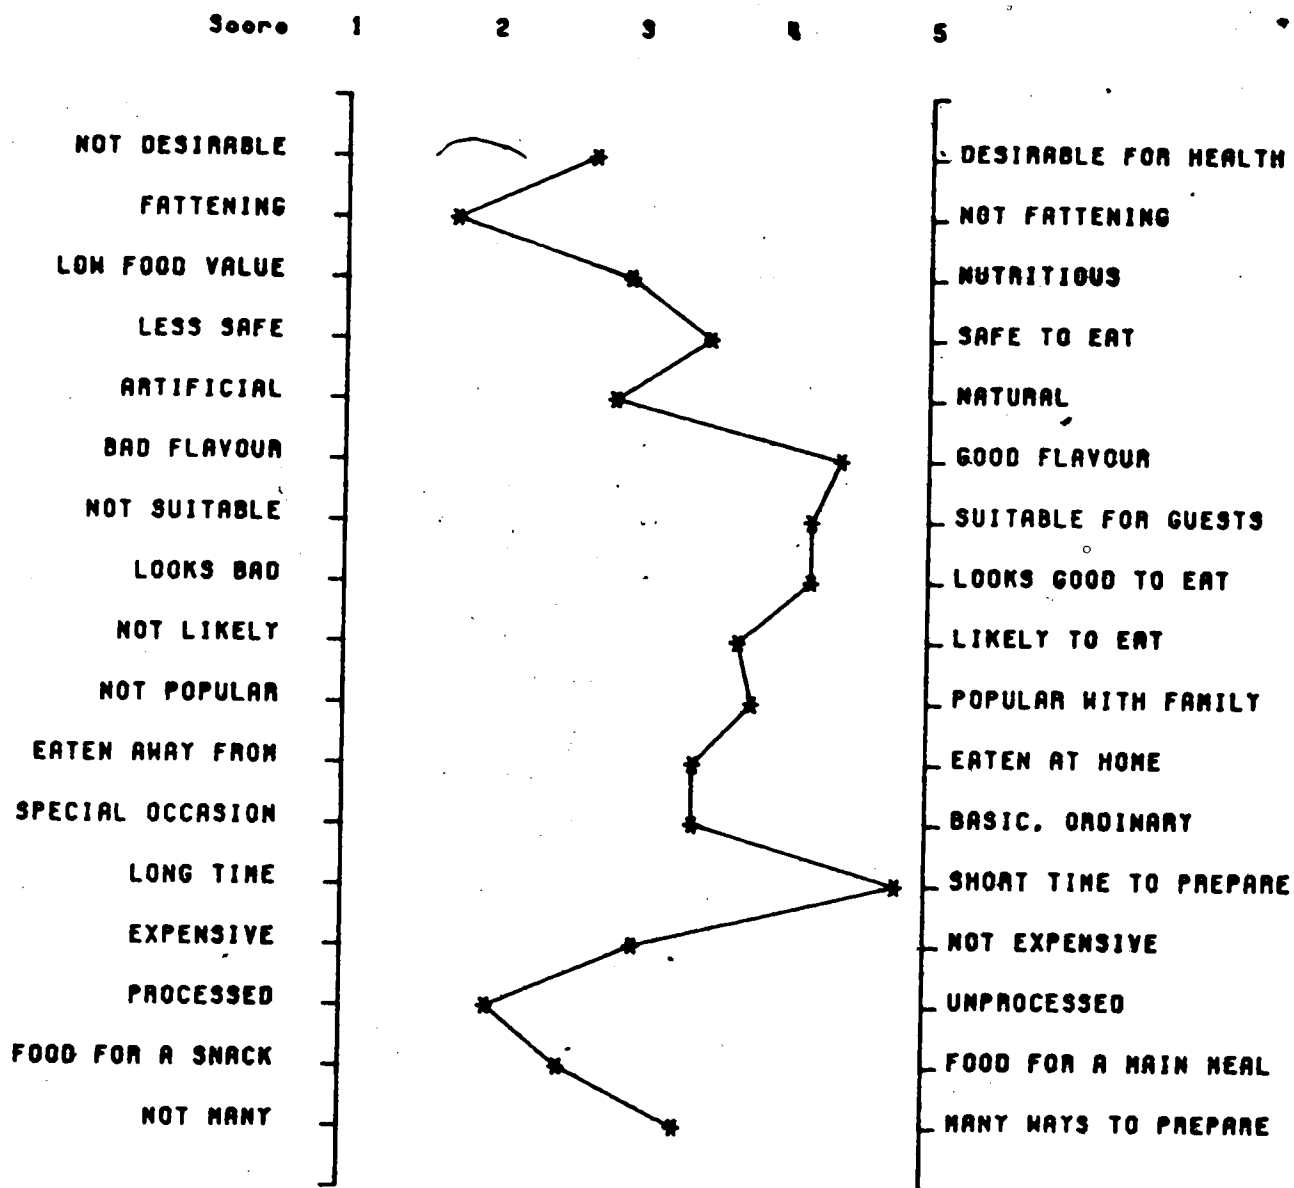 Score 1 2 3 4 5
NOT DESIRABLE DESIRABLE FOR HEALTH
FATTENING NOT FATTENING
LOW FOOD VALUE NUTRITIOUS
LESS SAFE SAFE TO EAT
ARTIFICIAL NATURAL
BAD FLAVOUR GOOD FLAVOUR
NOT SUITABLE SUITABLE FOR GUESTS
LOOKS BAD LOOKS GOOD TO EAT
NOT LIKELY LIKELY TO EAT
NOT POPULAR POPULAR WITH FAMILY
EATEN AWAY FROM EATEN AT HOME
SPECIAL OCCASION BASIC, ORDINARY
LONG TIME SHORT TIME TO PREPARE
EXPENSIVE NOT EXPENSIVE
PROCESSED UNPROCESSED
FOOD FOR A SNACK FOOD FOR A MAIN MEAL
NOT MANY MANY WAYS TO PREPARE